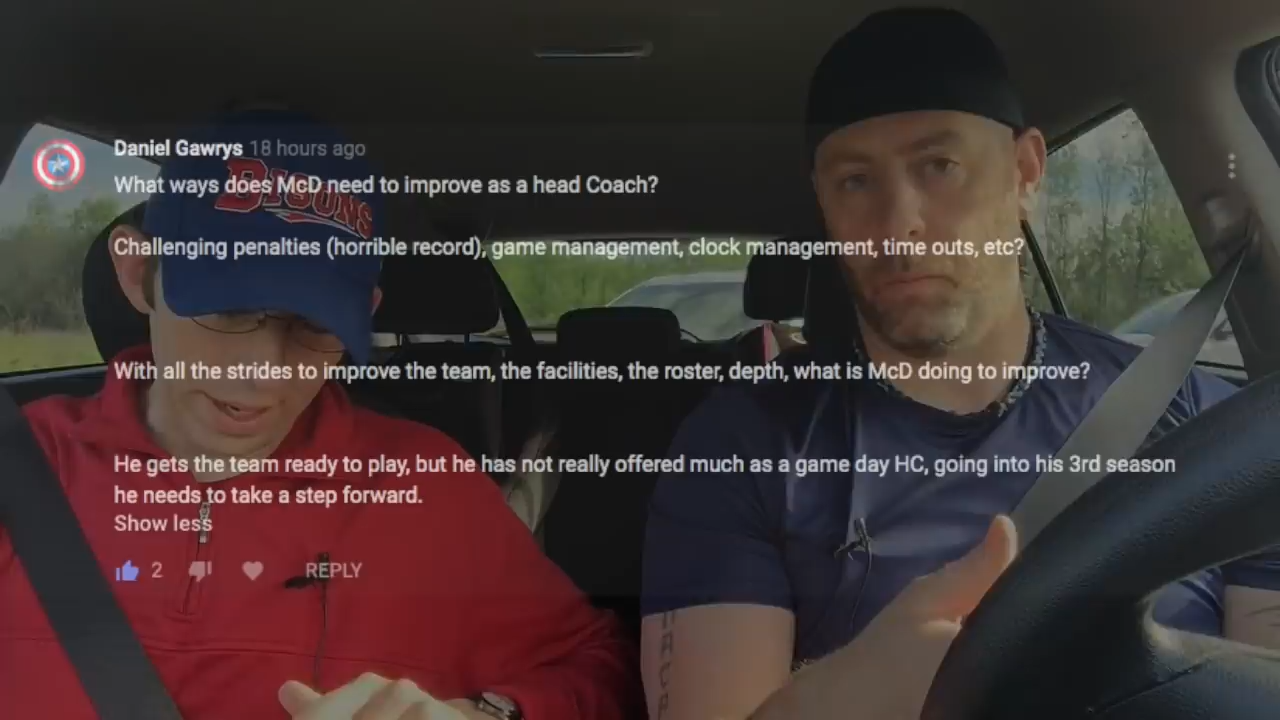 Daniel Gawrys 18 hours ago
What ways does McD need to improve as a head Coach?
BISONS
Challenging penalties (horrible record), game management, clock management, time outs, etc?
With all the strides to improve the team, the facilities, the roster, depth, what is McD doing to improve?
He gets the team ready to play, but he has not really offered much as a game day HC, going into his 3rd season
he needs to take a step forward.
Show less
2 REPLY